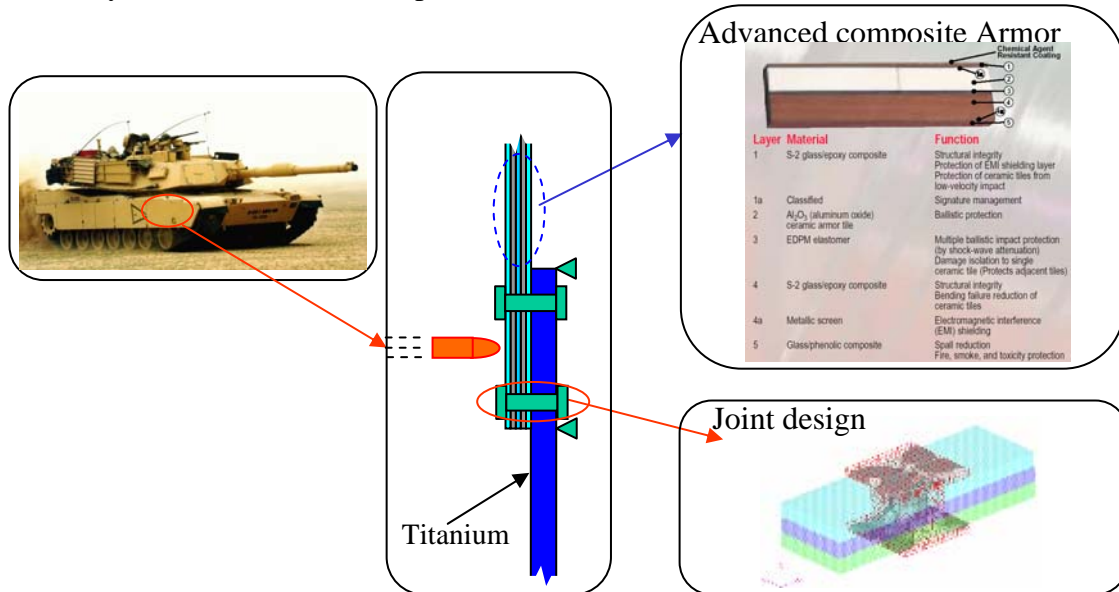 Advanced composite Armor
Chemical Agent
Resistant Coating
1
2
3
4
5
Layer Material Function
1 S-2 glass/epoxy composite Structural integrity
Protection of EMI shielding layer
Protection of ceramic tiles from
low-velocity impact
1a Classified Signature management
2 Al₂O₃ (aluminum oxide) Ballistic protection
ceramic armor tile
3 EDPM elastomer Multiple ballistic impact protection
(by shock-wave attenuation)
Damage isolation to single
ceramic tile (Protects adjacent tiles)
4 S-2 glass/epoxy composite Structural integrity
Bending failure reduction of
ceramic tiles
4a Metallic screen Electromagnetic interference
(EMI) shielding
5 Glass/phenolic composite Spall reduction
Fire, smoke, and toxicity protection
Joint design
Titanium